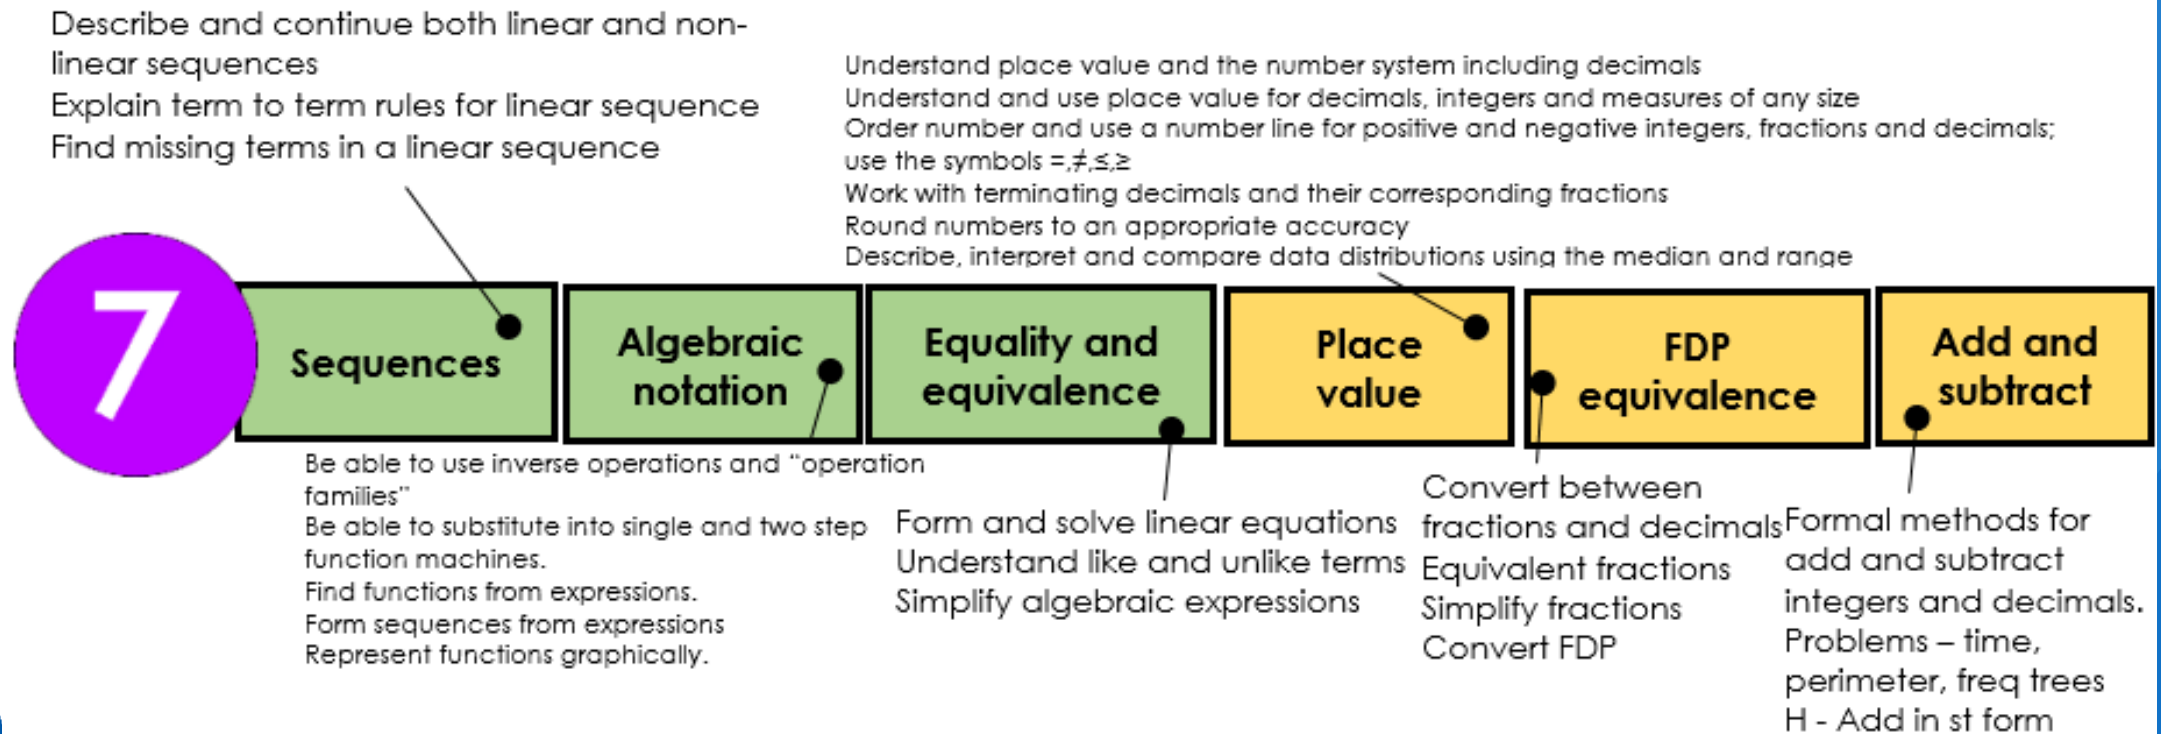 Describe and continue both linear and non-
linear sequences
Explain term to term rules for linear sequence
Find missing terms in a linear sequence
Understand place value and the number system including decimals
Understand and use place value for decimals, integers and measures of any size
Order number and use a number line for positive and negative integers, fractions and decimals;
use the symbols =,≠,≤,≥
Work with terminating decimals and their corresponding fractions
Round numbers to an appropriate accuracy
Describe, interpret and compare data distributions using the median and range
7
Sequences
Algebraic
notation
Equality and
equivalence
Place
value
FDP
equivalence
Add and
subtract
Be able to use inverse operations and “operation
families”
Be able to substitute into single and two step
function machines.
Find functions from expressions.
Form sequences from expressions
Represent functions graphically.
Form and solve linear equations
Understand like and unlike terms
Simplify algebraic expressions
Convert between
fractions and decimals
Equivalent fractions
Simplify fractions
Convert FDP
Formal methods for
add and subtract
integers and decimals.
Problems – time,
perimeter, freq trees
H - Add in st form